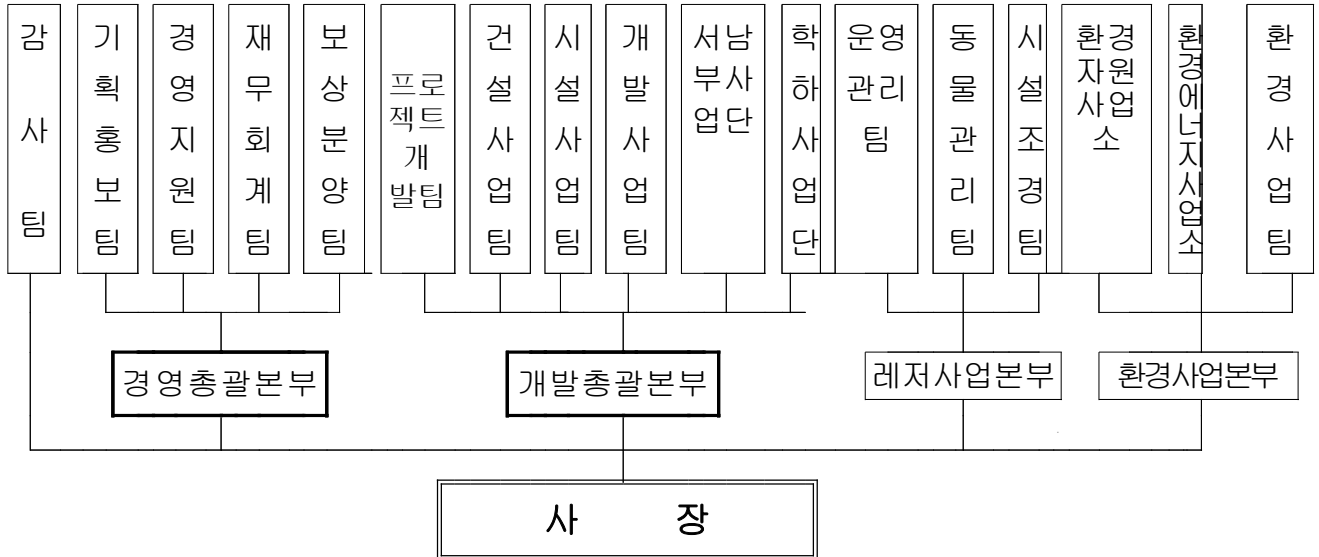 감사팀
기획홍보팀
경영지원팀
재무회계팀
보상분양팀
프로
젝트
개
발팀
건설사업팀
시설사업팀
개발사업팀
서남
부사
업단
학하사업단
운영
관리
팀
동물관리팀
시설조경팀
환경
자원
사업
소
환경에너지사업소
환경사업팀
경영총괄본부
개발총괄본부
레저사업본부
환경사업본부
사 장